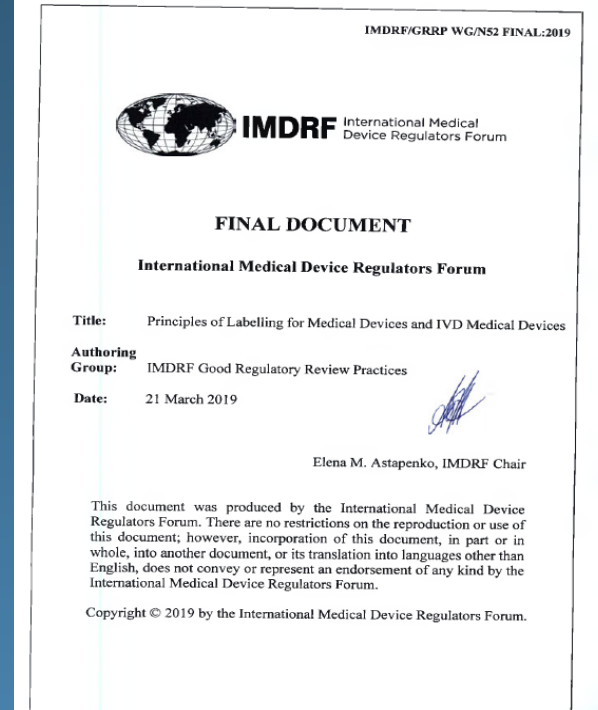 IMDRF/GRRP WG/N52 FINAL:2019
IMDRF International Medical
Device Regulators Forum
FINAL DOCUMENT
International Medical Device Regulators Forum
Title: Principles of Labelling for Medical Devices and IVD Medical Devices
Authoring
Group: IMDRF Good Regulatory Review Practices
Date: 21 March 2019
Elena M. Astapenko, IMDRF Chair
This document was produced by the International Medical Device
Regulators Forum. There are no restrictions on the reproduction or use of
this document; however, incorporation of this document, in part or in
whole, into another document, or its translation into languages other than
English, does not convey or represent an endorsement of any kind by the
International Medical Device Regulators Forum.
Copyright © 2019 by the International Medical Device Regulators Forum.